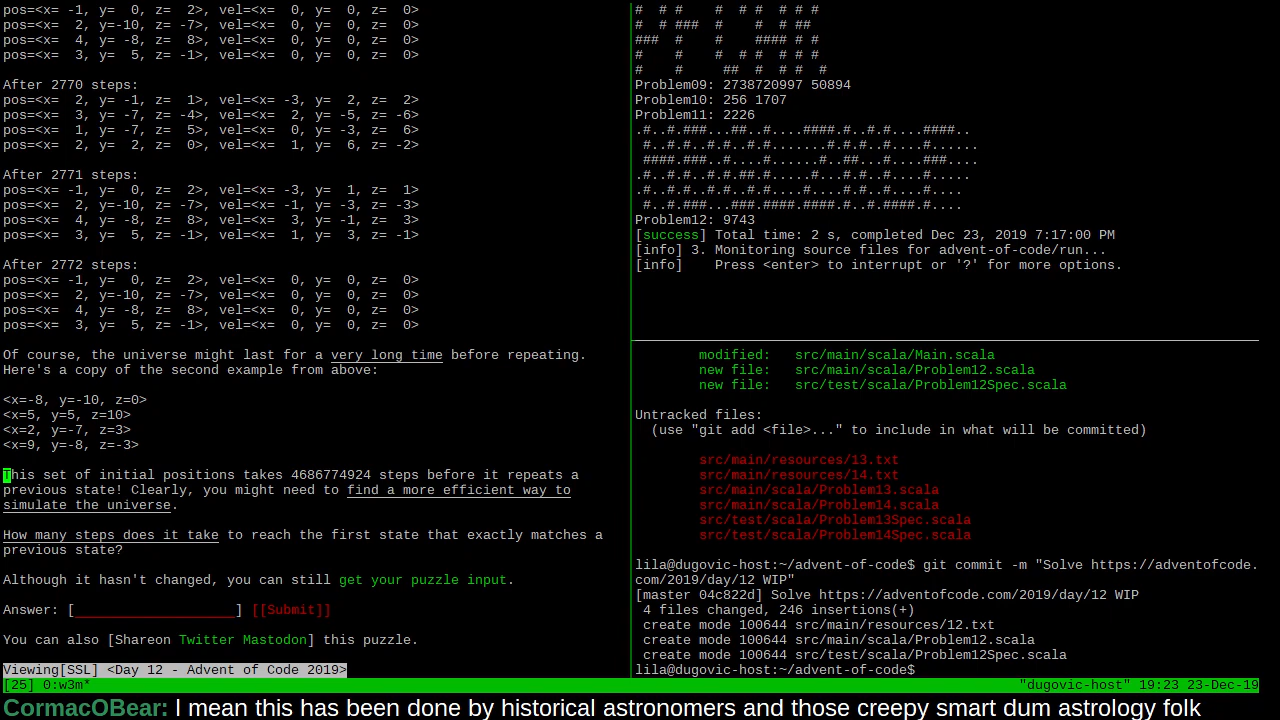 pos=<x= -1, y=  0, z=  2>, vel=<x=  0, y=  0, z=  0>
pos=<x=  2, y=-10, z= -7>, vel=<x=  0, y=  0, z=  0>
pos=<x=  4, y= -8, z=  8>, vel=<x=  0, y=  0, z=  0>
pos=<x=  3, y=  5, z= -1>, vel=<x=  0, y=  0, z=  0>
After 2770 steps:
pos=<x=  2, y= -1, z=  1>, vel=<x= -3, y=  2, z=  2>
pos=<x=  3, y= -7, z= -4>, vel=<x=  2, y= -5, z= -6>
pos=<x=  1, y= -7, z=  5>, vel=<x=  0, y= -3, z=  6>
pos=<x=  2, y=  2, z=  0>, vel=<x=  1, y=  6, z= -2>
After 2771 steps:
pos=<x= -1, y=  0, z=  2>, vel=<x= -3, y=  1, z=  1>
pos=<x=  2, y=-10, z= -7>, vel=<x= -1, y= -3, z= -3>
pos=<x=  4, y= -8, z=  8>, vel=<x=  3, y= -1, z=  3>
pos=<x=  3, y=  5, z= -1>, vel=<x=  1, y=  3, z= -1>
After 2772 steps:
pos=<x= -1, y=  0, z=  2>, vel=<x=  0, y=  0, z=  0>
pos=<x=  2, y=-10, z= -7>, vel=<x=  0, y=  0, z=  0>
pos=<x=  4, y= -8, z=  8>, vel=<x=  0, y=  0, z=  0>
pos=<x=  3, y=  5, z= -1>, vel=<x=  0, y=  0, z=  0>
Of course, the universe might last for a very long time before repeating.
Here's a copy of the second example from above:
<x=-8, y=-10, z=0>
<x=5, y=5, z=10>
<x=2, y=-7, z=3>
<x=9, y=-8, z=-3>
This set of initial positions takes 4686774924 steps before it repeats a
previous state! Clearly, you might need to find a more efficient way to
simulate the universe.
How many steps does it take to reach the first state that exactly matches a
previous state?
Although it hasn't changed, you can still get your puzzle input.
Answer: [____________________] [[Submit]]
You can also [Shareon Twitter Mastodon] this puzzle.
Viewing[SSL] <Day 12 - Advent of Code 2019>
#  # #    #  # #  # # #
#  # ###  #    #  # ##
###  #    #    #### # #
#    #    #  # #  # # #
#    #     ##  #  # #  #
Problem09: 2738720997 50894
Problem10: 256 1707
Problem11: 2226
.#..#.###...##..#....####.#..#.#....####..
 #..#.#..#.#..#.#.......#.#.#..#....#......
 ####.###..#....#......#..##...#....###....
.#..#.#..#.#.##.#.....#...#.#..#....#.....
.#..#.#..#.#..#.#....#....#.#..#....#....
 #..#.###...###.####.####.#..#.####.#....
Problem12: 9743
[success] Total time: 2 s, completed Dec 23, 2019 7:17:00 PM
[info] 3. Monitoring source files for advent-of-code/run...
[info]    Press <enter> to interrupt or '?' for more options.
        modified:   src/main/scala/Main.scala
        new file:   src/main/scala/Problem12.scala
        new file:   src/test/scala/Problem12Spec.scala
Untracked files:
  (use "git add <file>..." to include in what will be committed)
        src/main/resources/13.txt
        src/main/resources/14.txt
        src/main/scala/Problem13.scala
        src/main/scala/Problem14.scala
        src/test/scala/Problem13Spec.scala
        src/test/scala/Problem14Spec.scala
lila@dugovic-host:~/advent-of-code$ git commit -m "Solve https://adventofcode.
com/2019/day/12 WIP"
[master 04c822d] Solve https://adventofcode.com/2019/day/12 WIP
 4 files changed, 246 insertions(+)
 create mode 100644 src/main/resources/12.txt
 create mode 100644 src/main/scala/Problem12.scala
 create mode 100644 src/test/scala/Problem12Spec.scala
lila@dugovic-host:~/advent-of-code$
[25] 0:w3m* "dugovic-host" 19:23 23-Dec-19
CormacOBear: I mean this has been done by historical astronomers and those creepy smart dum astrology folk